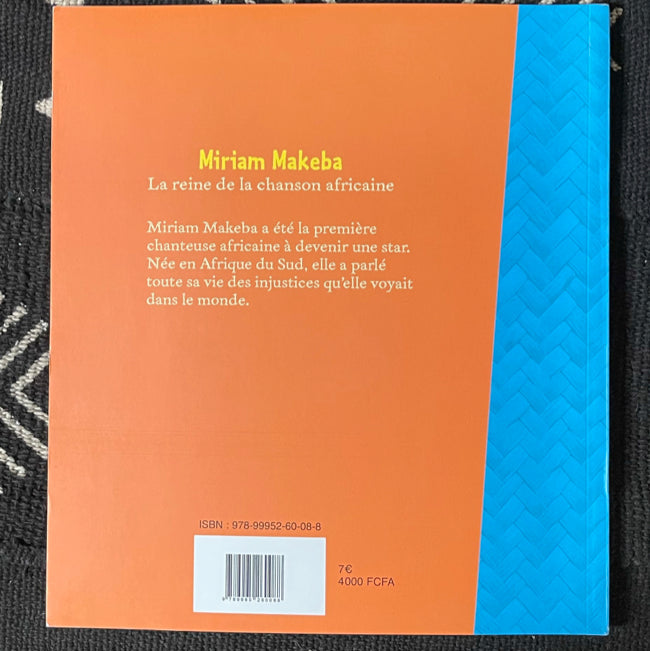 Miriam Makeba
La reine de la chanson africaine
Miriam Makeba a été la première
chanteuse africaine à devenir une star.
Née en Afrique du Sud, elle a parlé
toute sa vie des injustices qu'elle voyait
dans le monde.
ISBN : 978-99952-60-08-8
7€
4000 FCFA